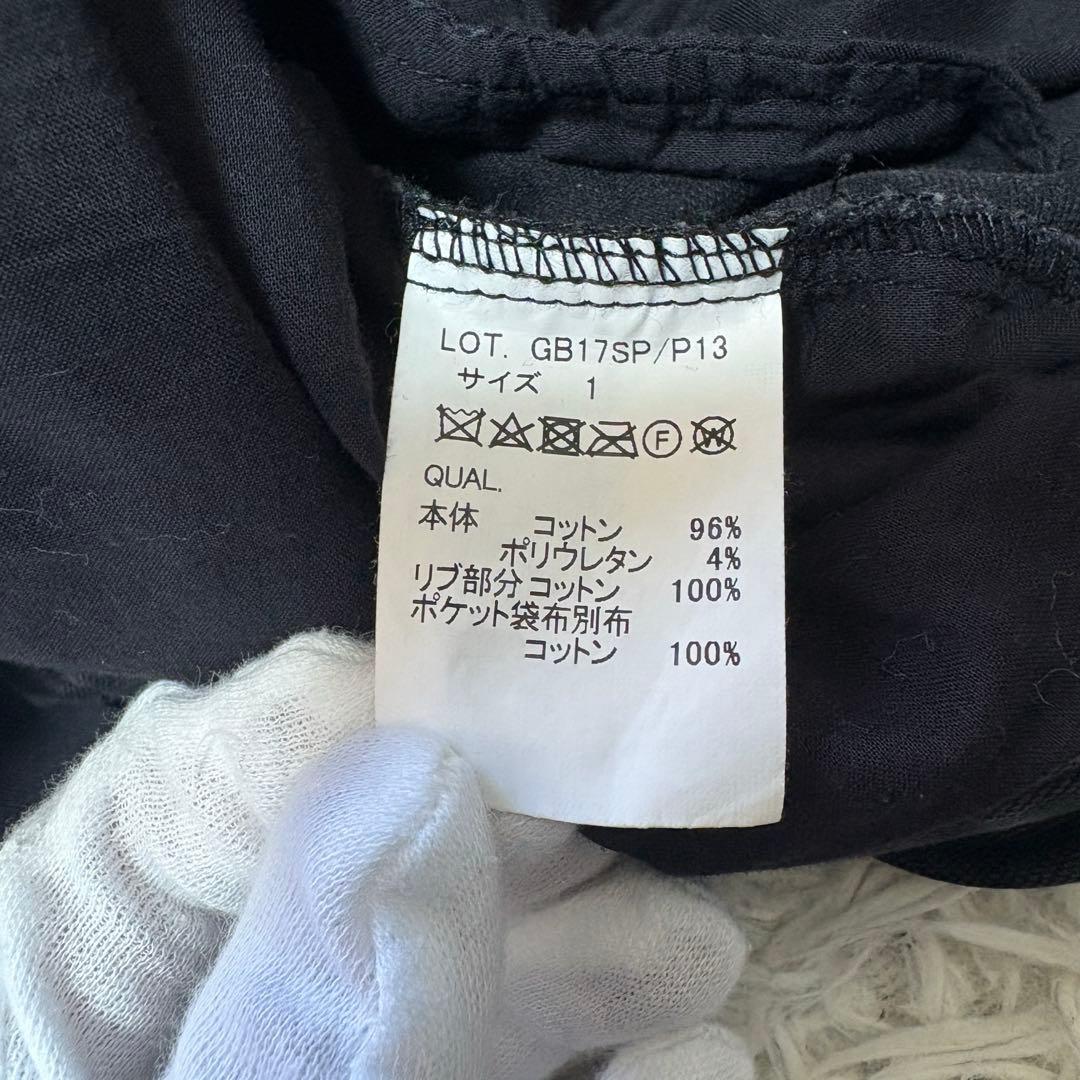 LOT. GB17SP/P13
サイズ 1
F W
QUAL.
本体 コットン 96%
ポリウレタン 4%
リブ部分 コットン 100%
ポケット袋布別布
コットン 100%